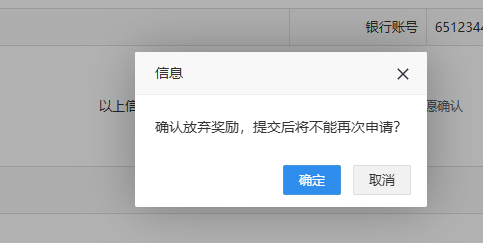 银行账号 6512344
信息
以上信
愿确认
确认放弃奖励，提交后将不能再次申请？
确定 取消